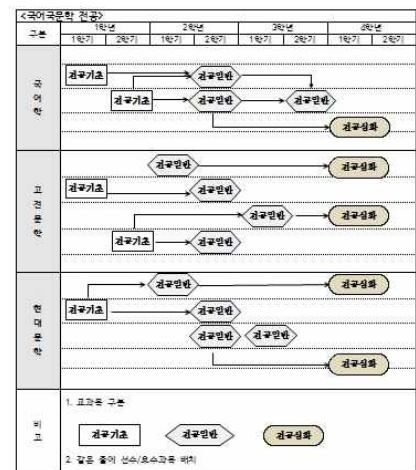 <국어국문학 전공>
구분 1학년 2학년 3학년 4학년
1학기 2학기 1학기 2학기 1학기 2학기 1학기 2학기
국어학
전공기초 전공일반
전공기초 전공일반 전공일반
전공심화
고전문학
전공일반 전공심화
전공기초 전공일반
전공일반 전공심화
전공기초 전공일반
현대문학
전공일반 전공심화
전공기초 전공일반
전공일반 전공일반
전공심화
비고
1. 교과목 구분
전공기초 전공일반 전공심화
2. 같은 줄에 선수/요수과목 배치